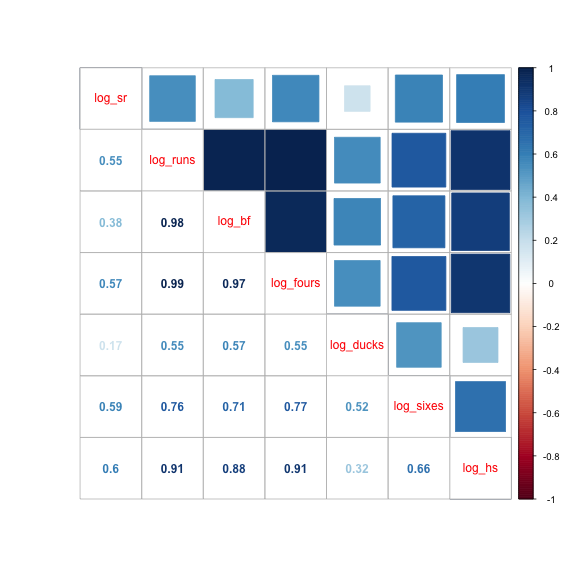 log_sr
0.55 log_runs
0.38 0.98 log_bf
0.57 0.99 0.97 log_fours
0.17 0.55 0.57 0.55 log_ducks
0.59 0.76 0.71 0.77 0.52 log_sixes
0.6 0.91 0.88 0.91 0.32 0.66 log_hs
1
0.8
0.6
0.4
0.2
0
-0.2
-0.4
-0.6
-0.8
-1